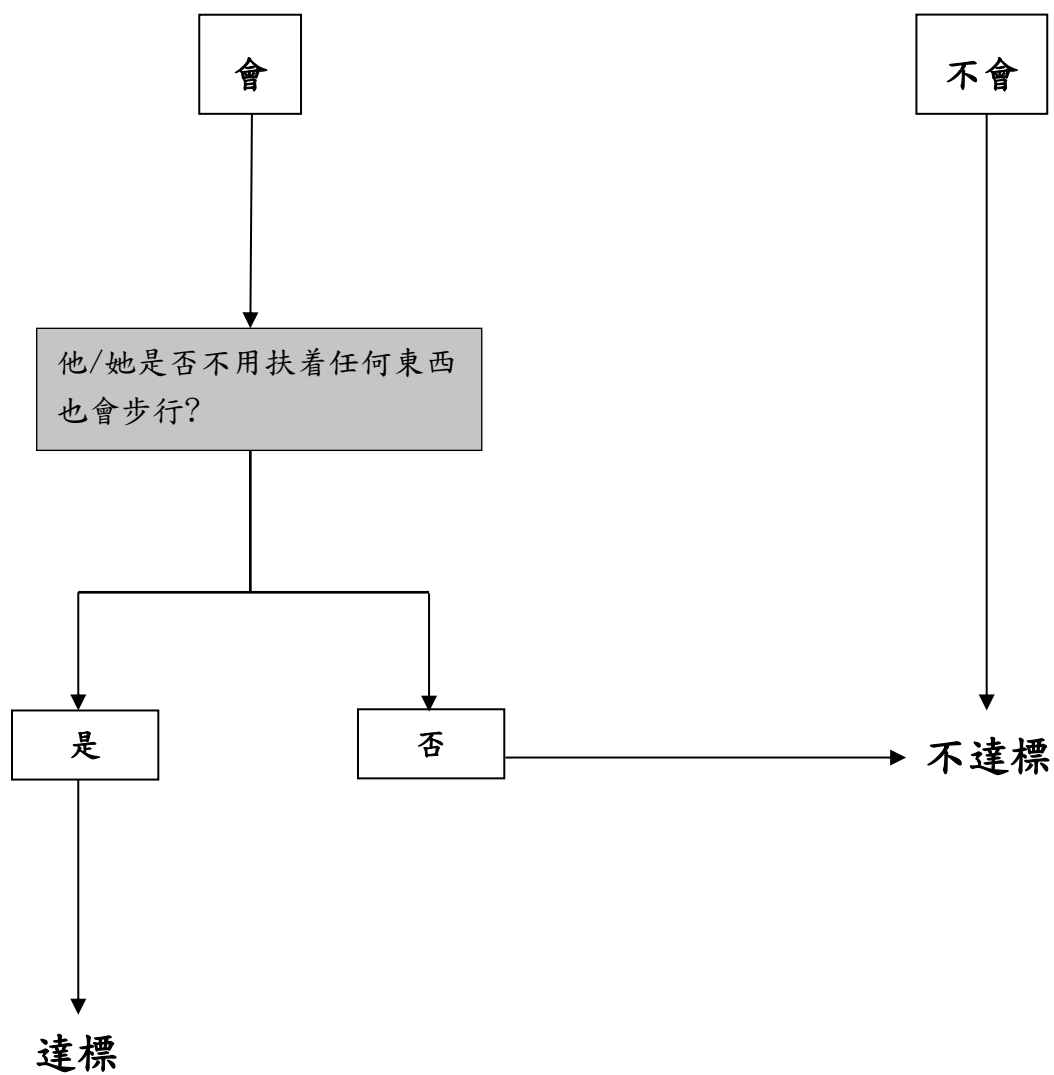 會
不會
他/她是否不用扶着任何東西
也會步行?
是
否
不達標
達標